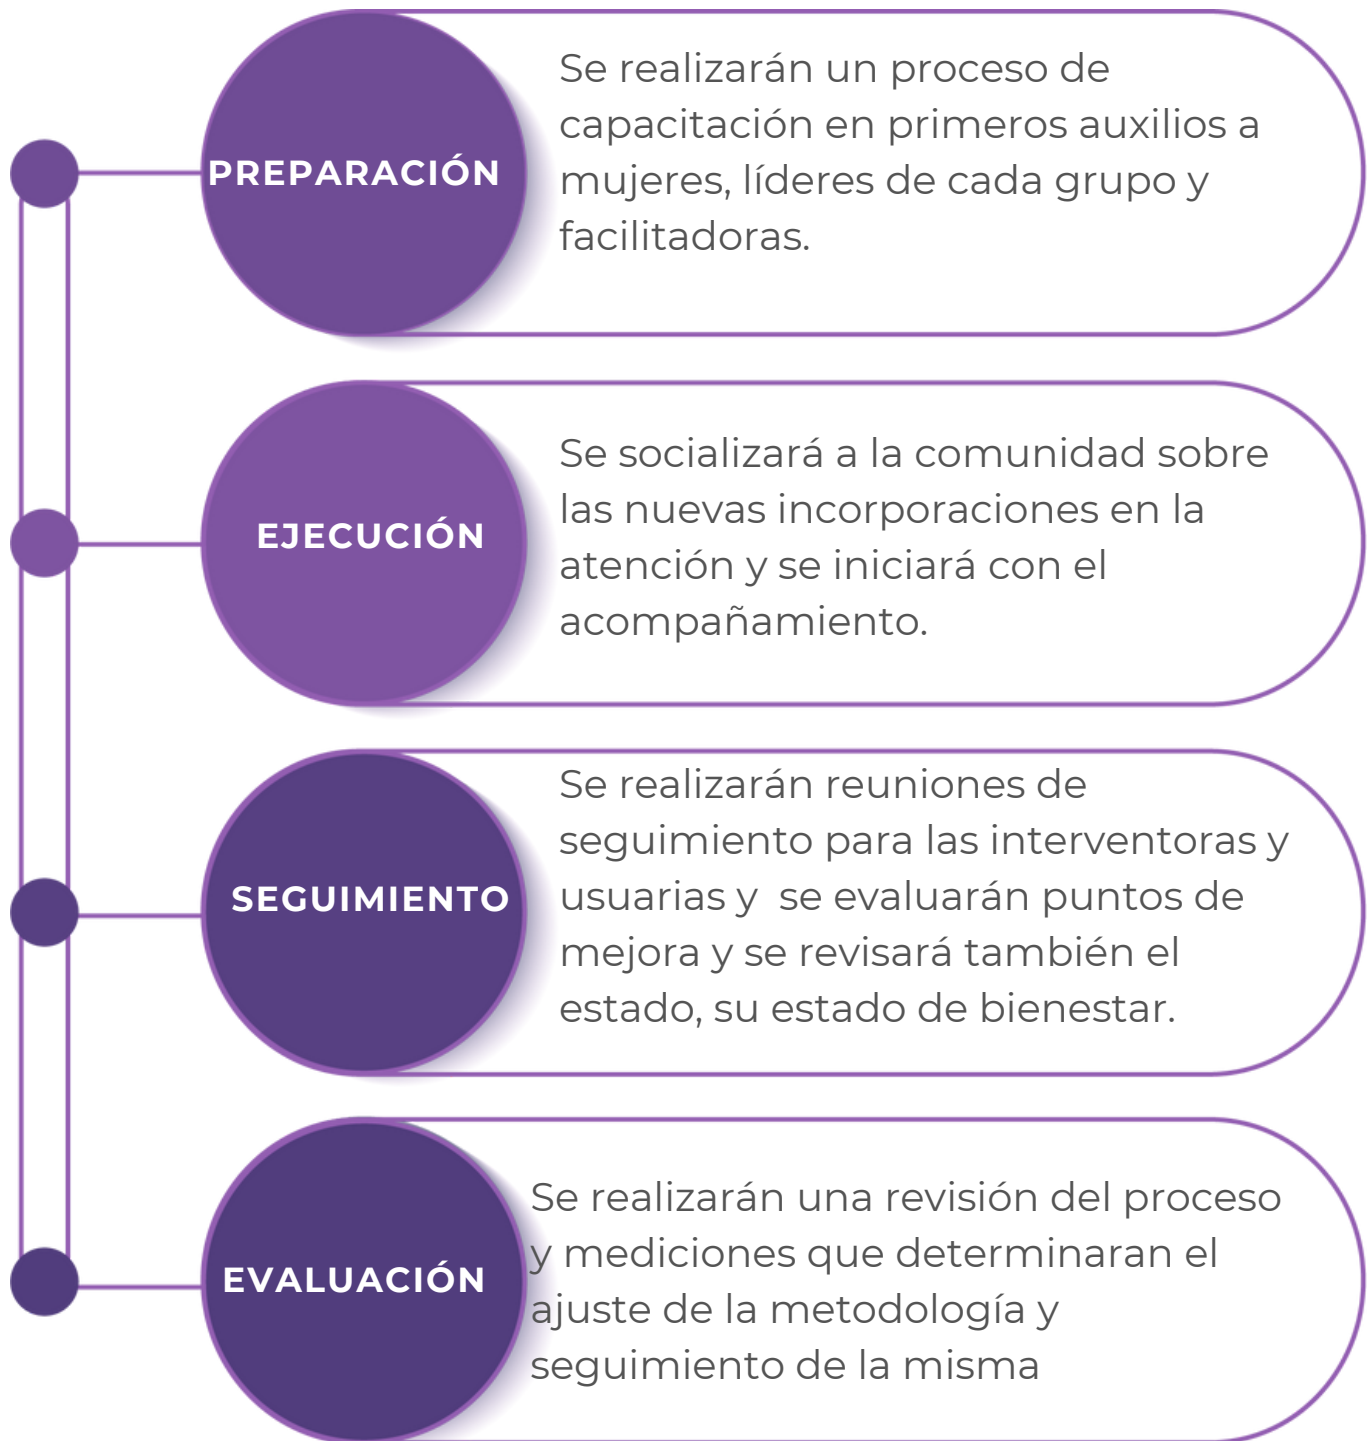 PREPARACIÓN
Se realizarán un proceso de
capacitación en primeros auxilios a
mujeres, líderes de cada grupo y
facilitadoras.
EJECUCIÓN
Se socializará a la comunidad sobre
las nuevas incorporaciones en la
atención y se iniciará con el
acompañamiento.
SEGUIMIENTO
Se realizarán reuniones de
seguimiento para las interventoras y
usuarias y  se evaluarán puntos de
mejora y se revisará también el
estado, su estado de bienestar.
EVALUACIÓN
Se realizarán una revisión del proceso
y mediciones que determinaran el
ajuste de la metodología y
seguimiento de la misma